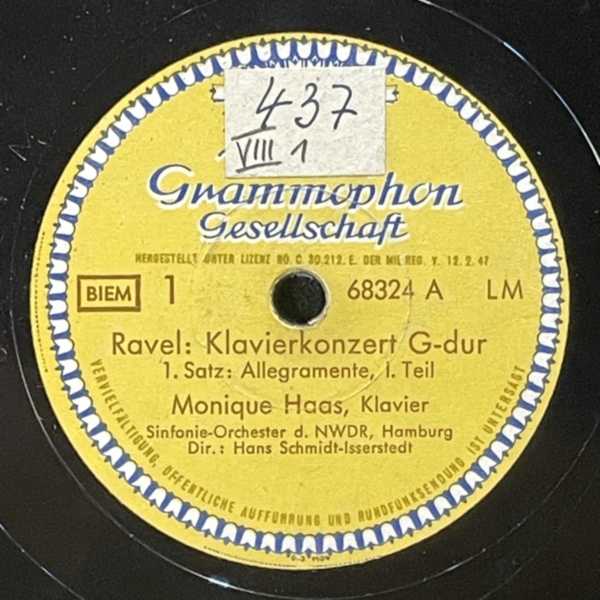 437
VIII 1
Grammophon
Gesellschaft
HERGESTELLT UNTER LIZENZ NO. C. 30,212. E. DER MIL REG. V. 12. 2. 47
BIEM 1 68324 A LM
Ravel: Klavierkonzert G-dur
1. Satz: Allegramente, I. Teil
Monique Haas, Klavier
Sinfonie-Orchester d. NWDR, Hamburg
Dir.: Hans Schmidt-Isserstedt
VERVIELFÄLTIGUNG, ÖFFENTLICHE AUFFÜHRUNG UND RUNDFUNKSENDUNG IST UNTERSAGT